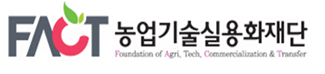 FACT 농업기술실용화재단
Foundation of Agri, Tech, Commercialization & Transfer